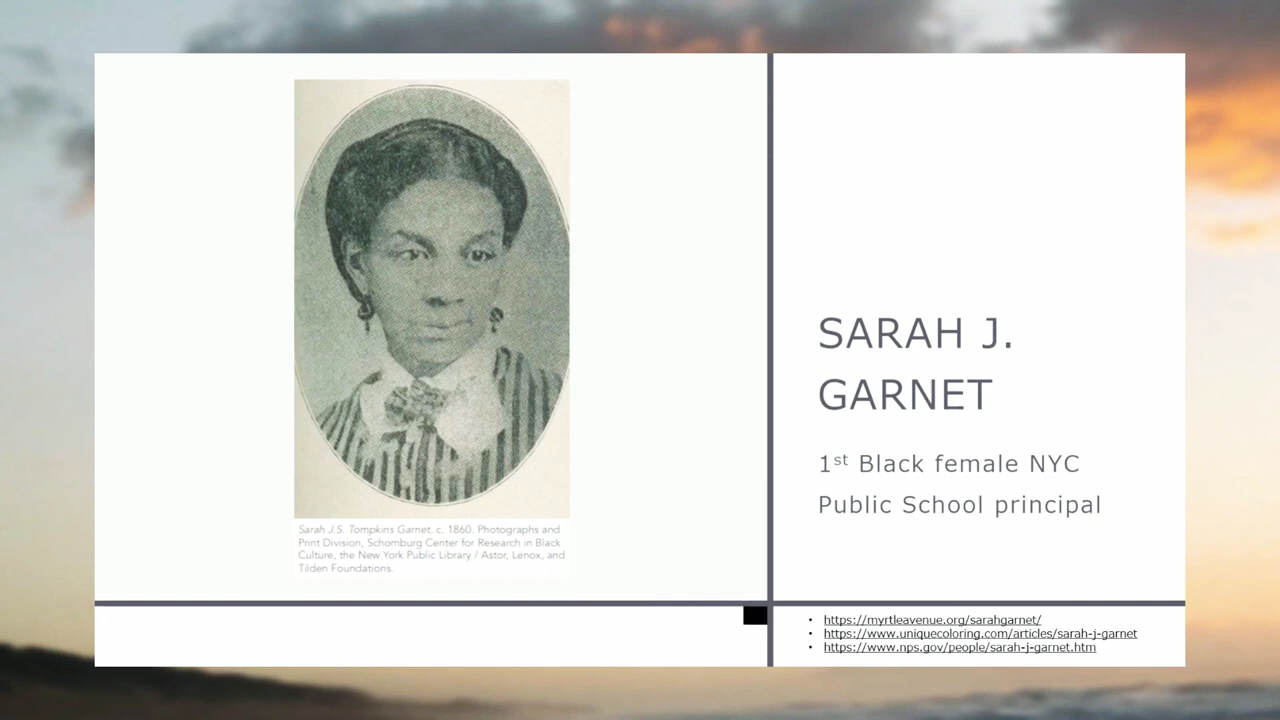 Sarah J.S. Tompkins Garnet. c. 1860. Photographs and
Print Division, Schomburg Center for Research in Black
Culture, the New York Public Library / Astor, Lenox, and
Tilden Foundations.
SARAH J.
GARNET
1st Black female NYC
Public School principal
• https://myrtleavenue.org/sarahgarnet/
• https://www.uniquecoloring.com/articles/sarah-j-garnet
• https://www.nps.gov/people/sarah-j-garnet.htm